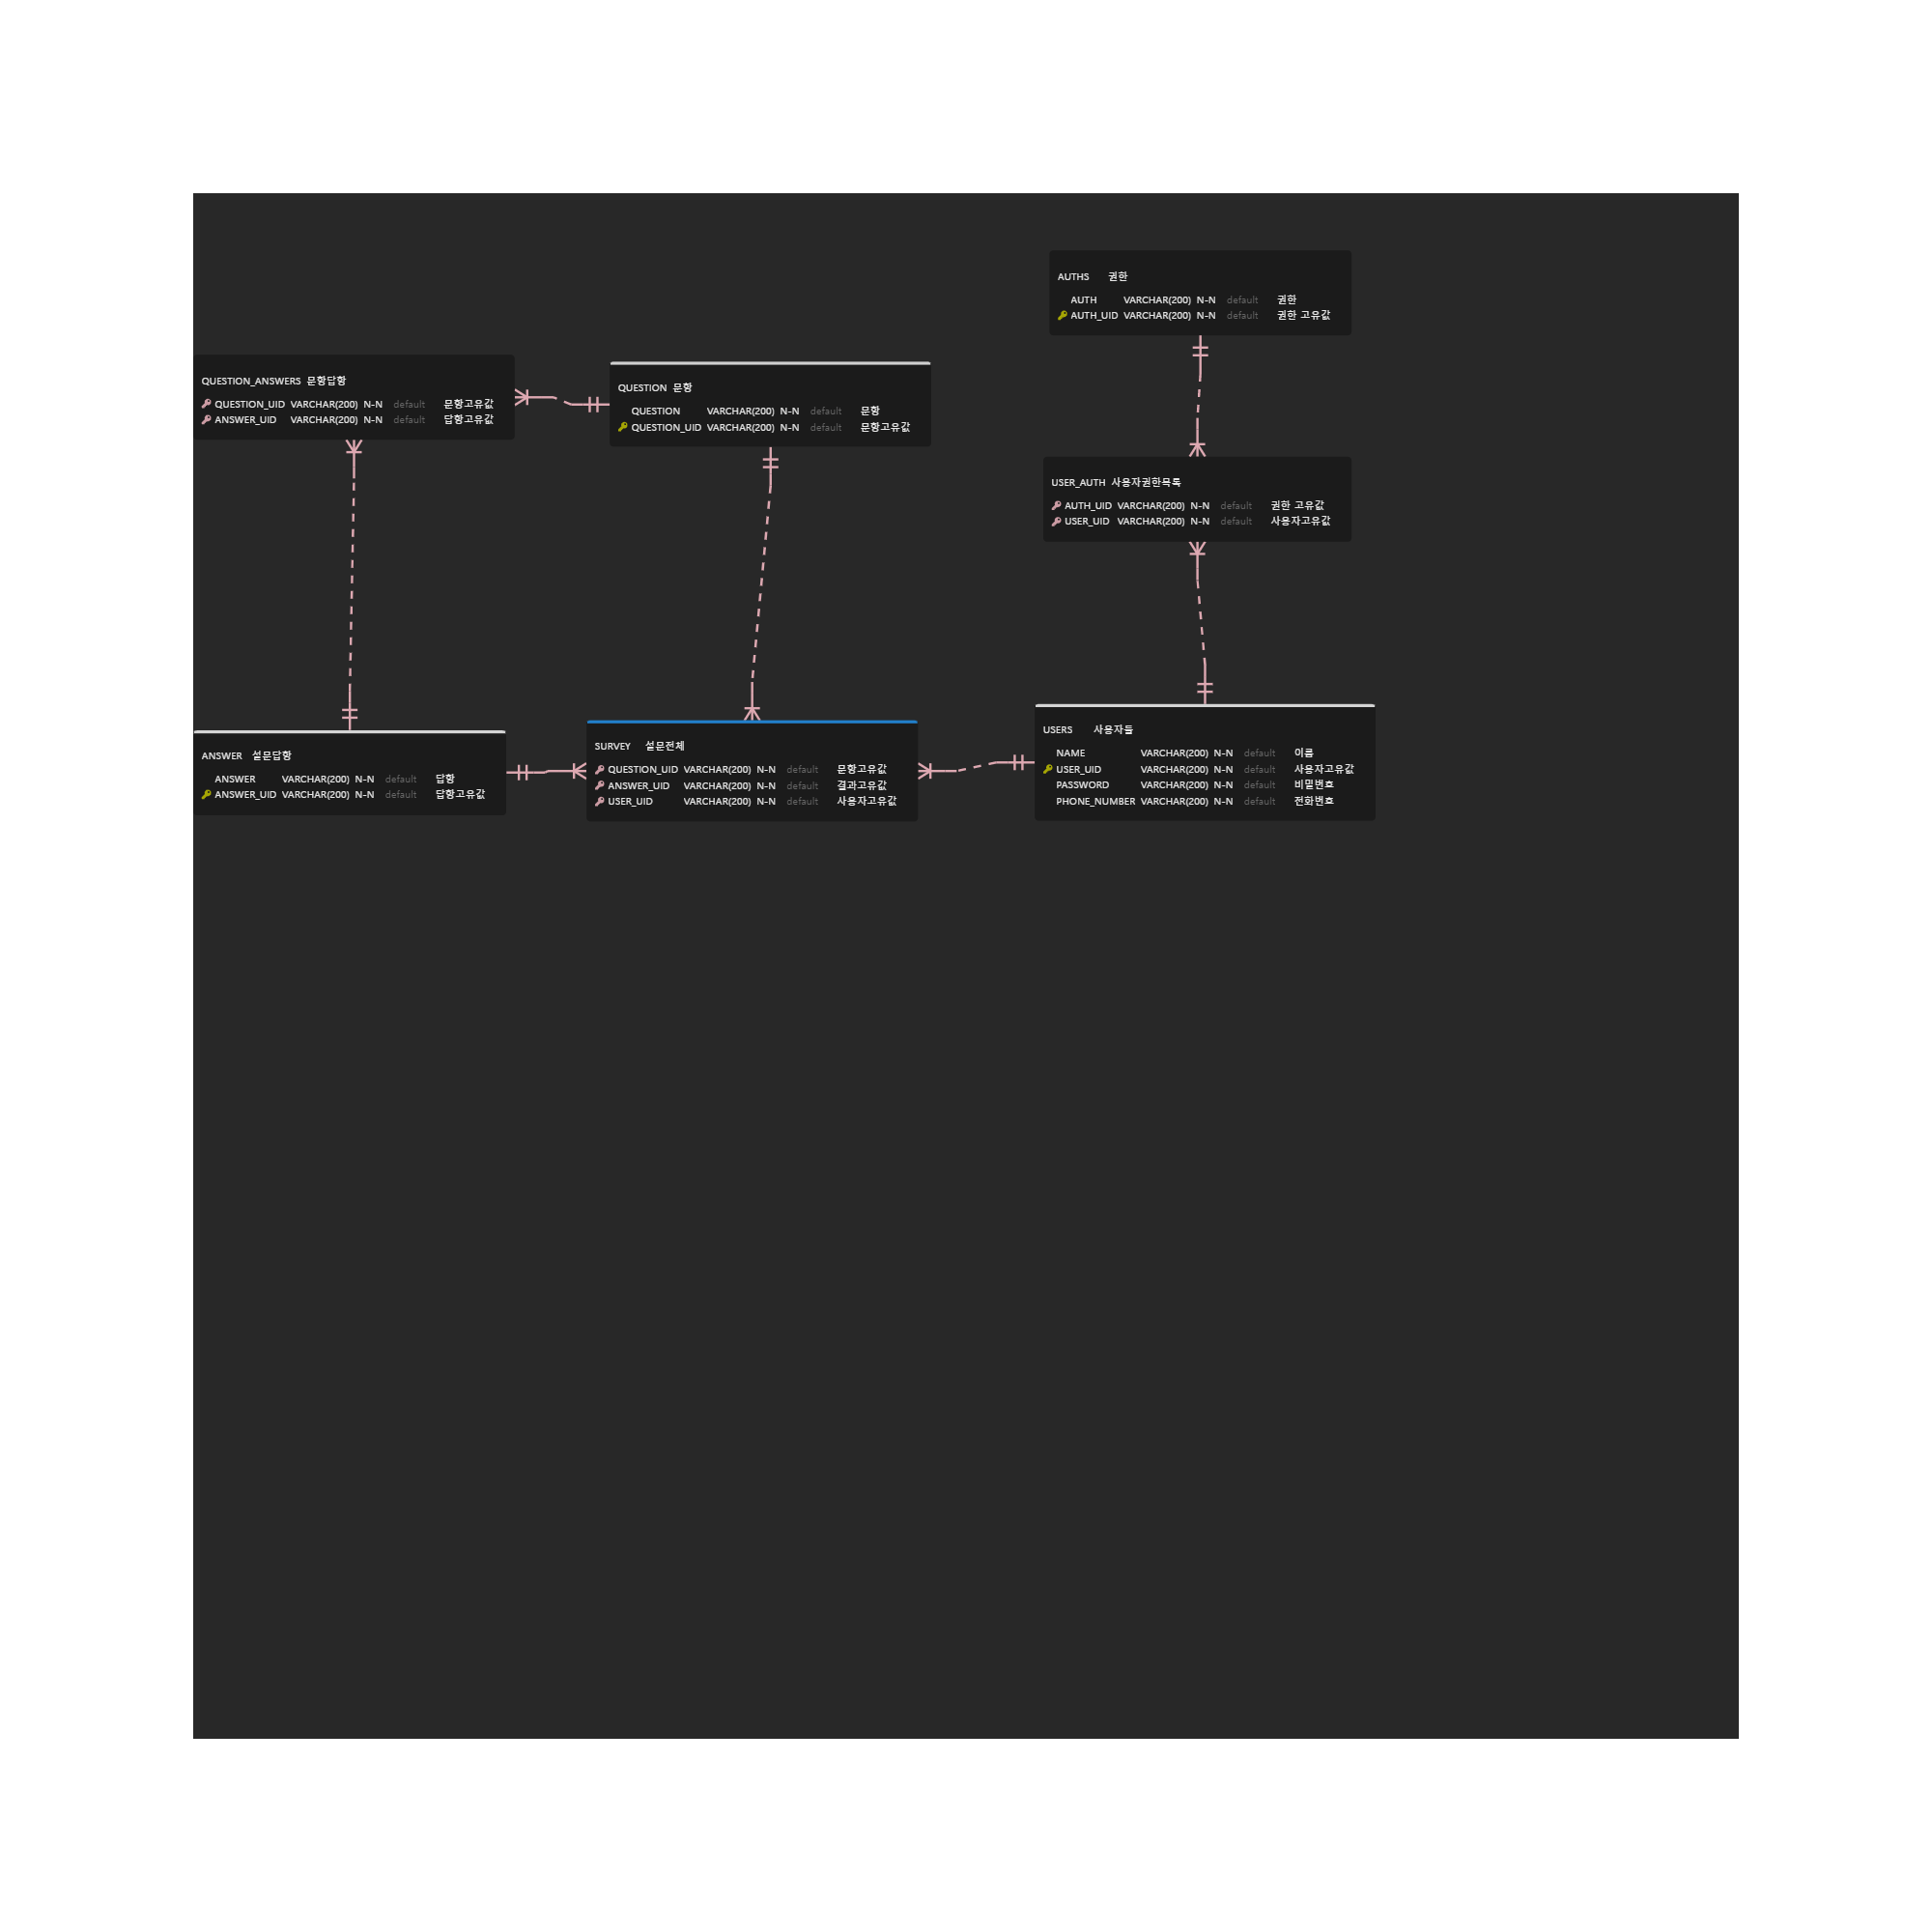 AUTHS 권한
AUTH VARCHAR(200) N-N default 권한
AUTH_UID VARCHAR(200) N-N default 권한 고유값
QUESTION_ANSWERS 문항답항
QUESTION_UID VARCHAR(200) N-N default 문항고유값
ANSWER_UID VARCHAR(200) N-N default 답항고유값
QUESTION 문항
QUESTION VARCHAR(200) N-N default 문항
QUESTION_UID VARCHAR(200) N-N default 문항고유값
USER_AUTH 사용자권한목록
AUTH_UID VARCHAR(200) N-N default 권한 고유값
USER_UID VARCHAR(200) N-N default 사용자고유값
ANSWER 설문답항
ANSWER VARCHAR(200) N-N default 답항
ANSWER_UID VARCHAR(200) N-N default 답항고유값
SURVEY 설문전체
QUESTION_UID VARCHAR(200) N-N default 문항고유값
ANSWER_UID VARCHAR(200) N-N default 결과고유값
USER_UID VARCHAR(200) N-N default 사용자고유값
USERS 사용자들
NAME VARCHAR(200) N-N default 이름
USER_UID VARCHAR(200) N-N default 사용자고유값
PASSWORD VARCHAR(200) N-N default 비밀번호
PHONE_NUMBER VARCHAR(200) N-N default 전화번호